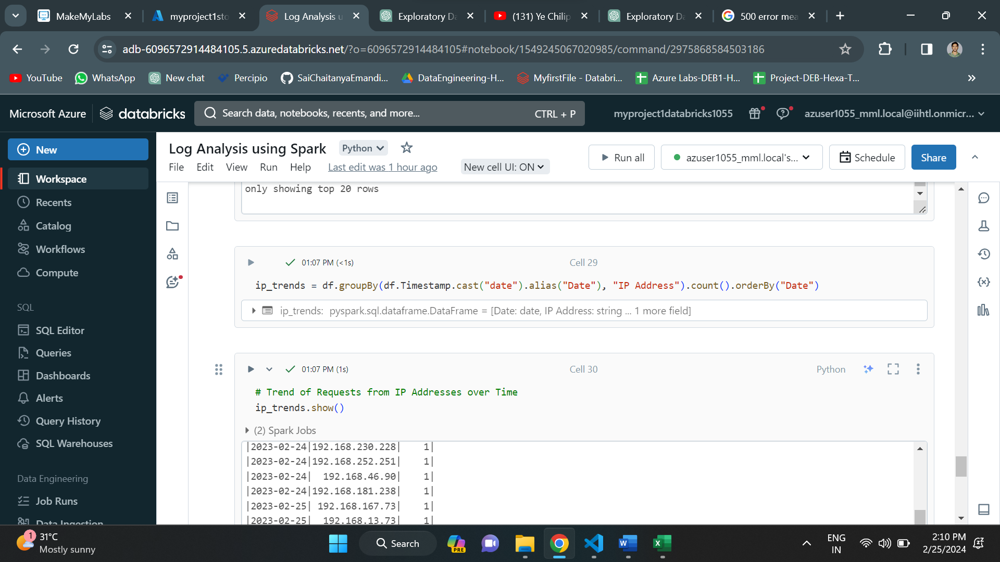 MakeMyLabs
myproject1sto
Log Analysis u
Exploratory Da
(131) Ye Chilip
Exploratory Da
500 error mea
adb-6096572914484105.5.azuredatabricks.net/?o=6096572914484105#notebook/1549245067020985/command/2975868584503186
YouTube
WhatsApp
New chat
Percipio
SaiChaitanyaEmandi...
DataEngineering-H...
MyfirstFile - Databri...
Azure Labs-DEB1-H...
Project-DEB-Hexa-T...
Microsoft Azure
databricks
Search data, notebooks, recents, and more...
CTRL + P
myproject1databricks1055
azuser1055_mml.local@iihtl.onmicr...
New
Workspace
Recents
Catalog
Workflows
Compute
SQL
SQL Editor
Queries
Dashboards
Alerts
Query History
SQL Warehouses
Data Engineering
Job Runs
Data Ingestion
Log Analysis using Spark
Python
File Edit View Run Help
Last edit was 1 hour ago
New cell UI: ON
Run all
azuser1055_mml.local's...
Schedule
Share
only showing top 20 rows
01:07 PM (<1s)
Cell 29
ip_trends = df.groupBy(df.Timestamp.cast("date").alias("Date"), "IP Address").count().orderBy("Date")
ip_trends: pyspark.sql.dataframe.DataFrame = [Date: date, IP Address: string ... 1 more field]
01:07 PM (1s)
Cell 30
Python
# Trend of Requests from IP Addresses over Time
ip_trends.show()
(2) Spark Jobs
|2023-02-24|192.168.230.228|    1|
|2023-02-24|192.168.252.251|    1|
|2023-02-24|  192.168.46.90|    1|
|2023-02-24|192.168.181.238|    1|
|2023-02-25| 192.168.167.73|    1|
|2023-02-25|  192.168.13.73|    1|
1
31°C
Mostly sunny
Search
PRE
ENG
IN
2:10 PM
2/25/2024